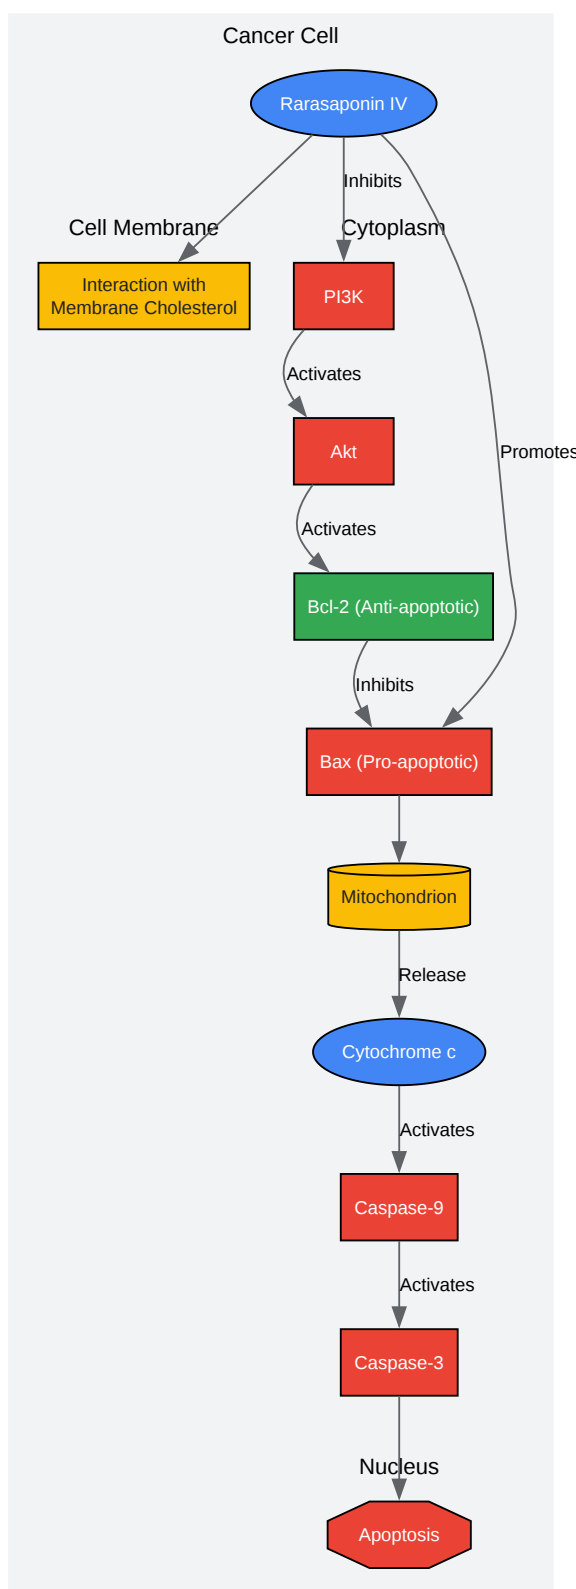 Cancer Cell
Rarasaponin IV
Inhibits
Cell Membrane
Cytoplasm
Interaction with
Membrane Cholesterol
PI3K
Activates
Akt
Promotes
Activates
Bcl-2 (Anti-apoptotic)
Inhibits
Bax (Pro-apoptotic)
Mitochondrion
Release
Cytochrome c
Activates
Caspase-9
Activates
Caspase-3
Nucleus
Apoptosis